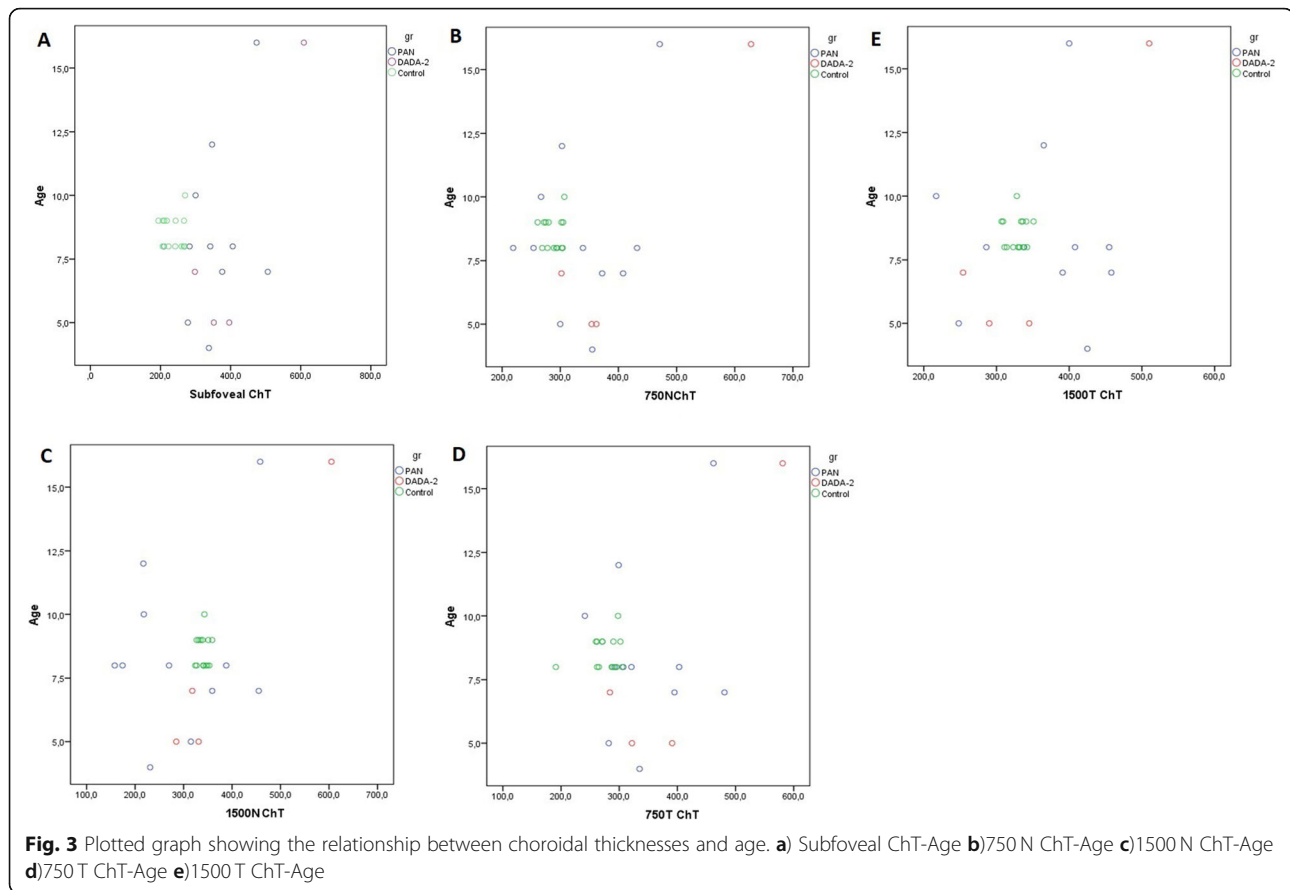 A
gr
PAN
DADA-2
Control
15,0
12,5
10,0
7,5
5,0
Age
,0 200,0 400,0 600,0 800,0
Subfoveal ChT
B
gr
PAN
DADA-2
Control
15,0
12,5
10,0
7,5
5,0
Age
200,0 300,0 400,0 500,0 600,0 700,0
750NChT
E
gr
PAN
DADA-2
Control
15,0
12,5
10,0
7,5
5,0
Age
200,0 300,0 400,0 500,0 600,0
1500T ChT
C
gr
PAN
DADA-2
Control
15,0
12,5
10,0
7,5
5,0
Age
100,0 200,0 300,0 400,0 500,0 600,0 700,0
1500N ChT
D
gr
PAN
DADA-2
Control
15,0
12,5
10,0
7,5
5,0
Age
100,0 200,0 300,0 400,0 500,0 600,0
750T ChT
Fig. 3 Plotted graph showing the relationship between choroidal thicknesses and age. a) Subfoveal ChT-Age b)750 N ChT-Age c)1500 N ChT-Age
d)750 T ChT-Age e)1500 T ChT-Age